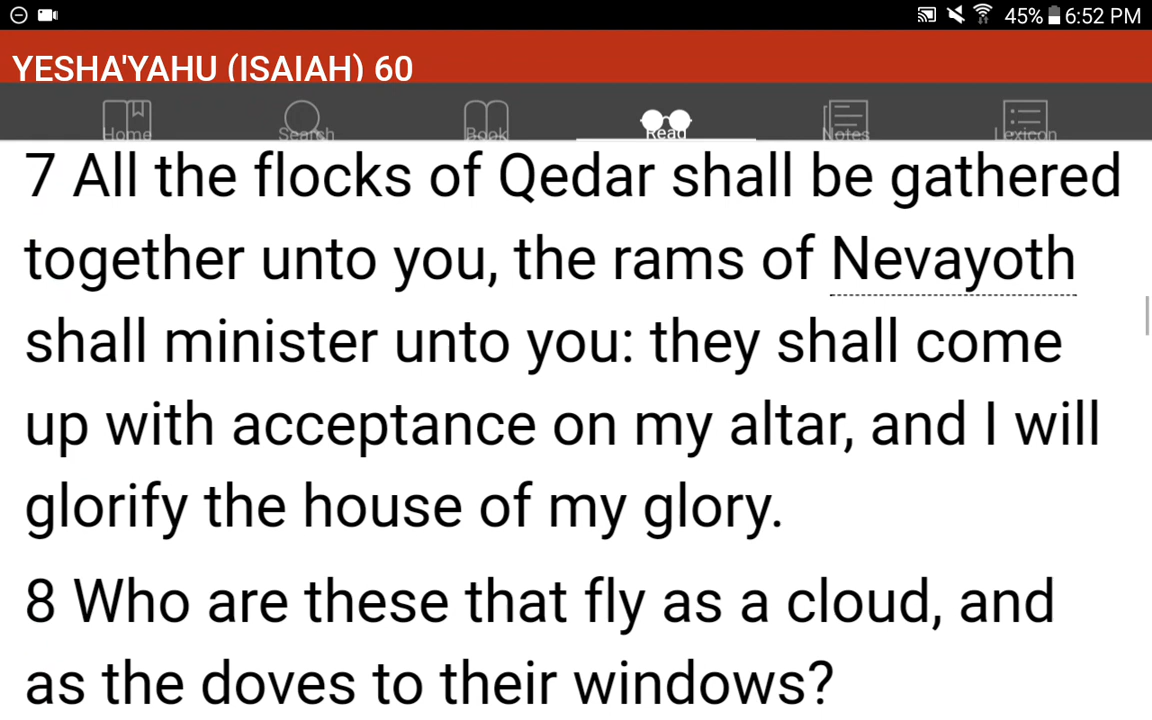 45% 6:52 PM
YESHA'YAHU (ISAIAH) 60
Home Search Book Read Notes Lexicon
7 All the flocks of Qedar shall be gathered
together unto you, the rams of Nevayoth
shall minister unto you: they shall come
up with acceptance on my altar, and I will
glorify the house of my glory.
8 Who are these that fly as a cloud, and
as the doves to their windows?